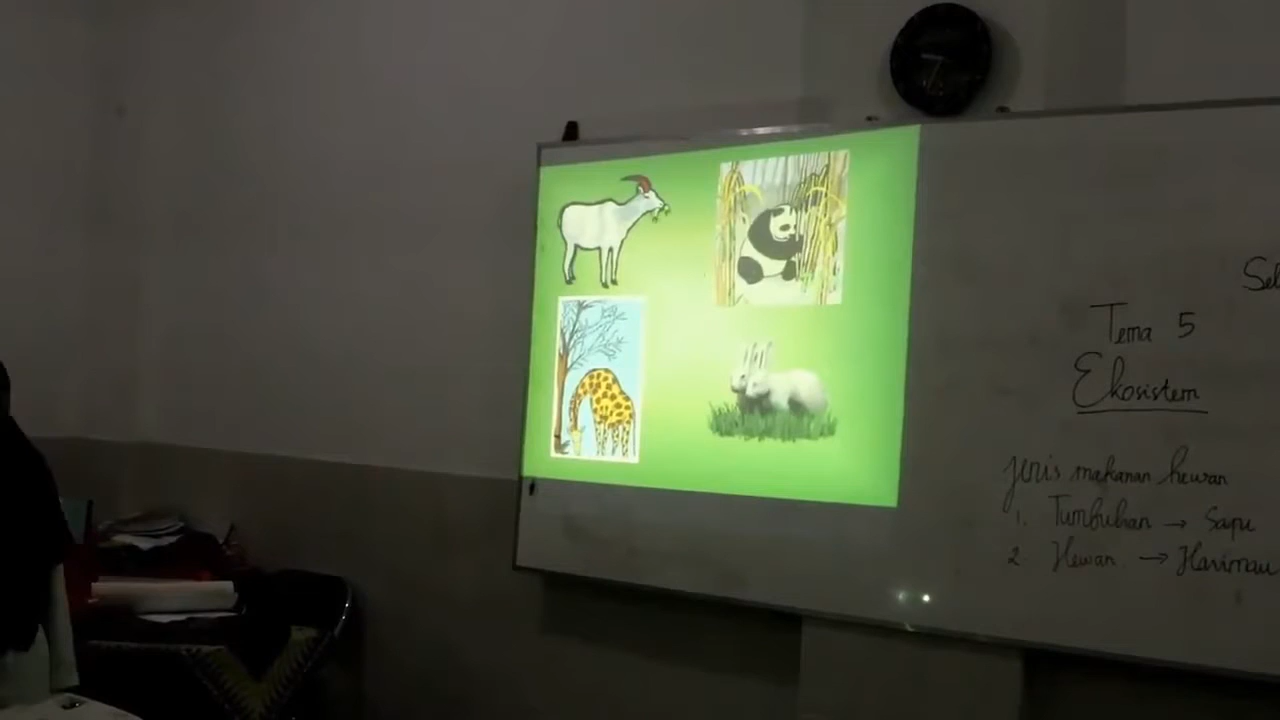 Tema 5
Ekosistem
Jenis makanan hewan
1. Tumbuhan → Sapi
2 Hewan → Harimau